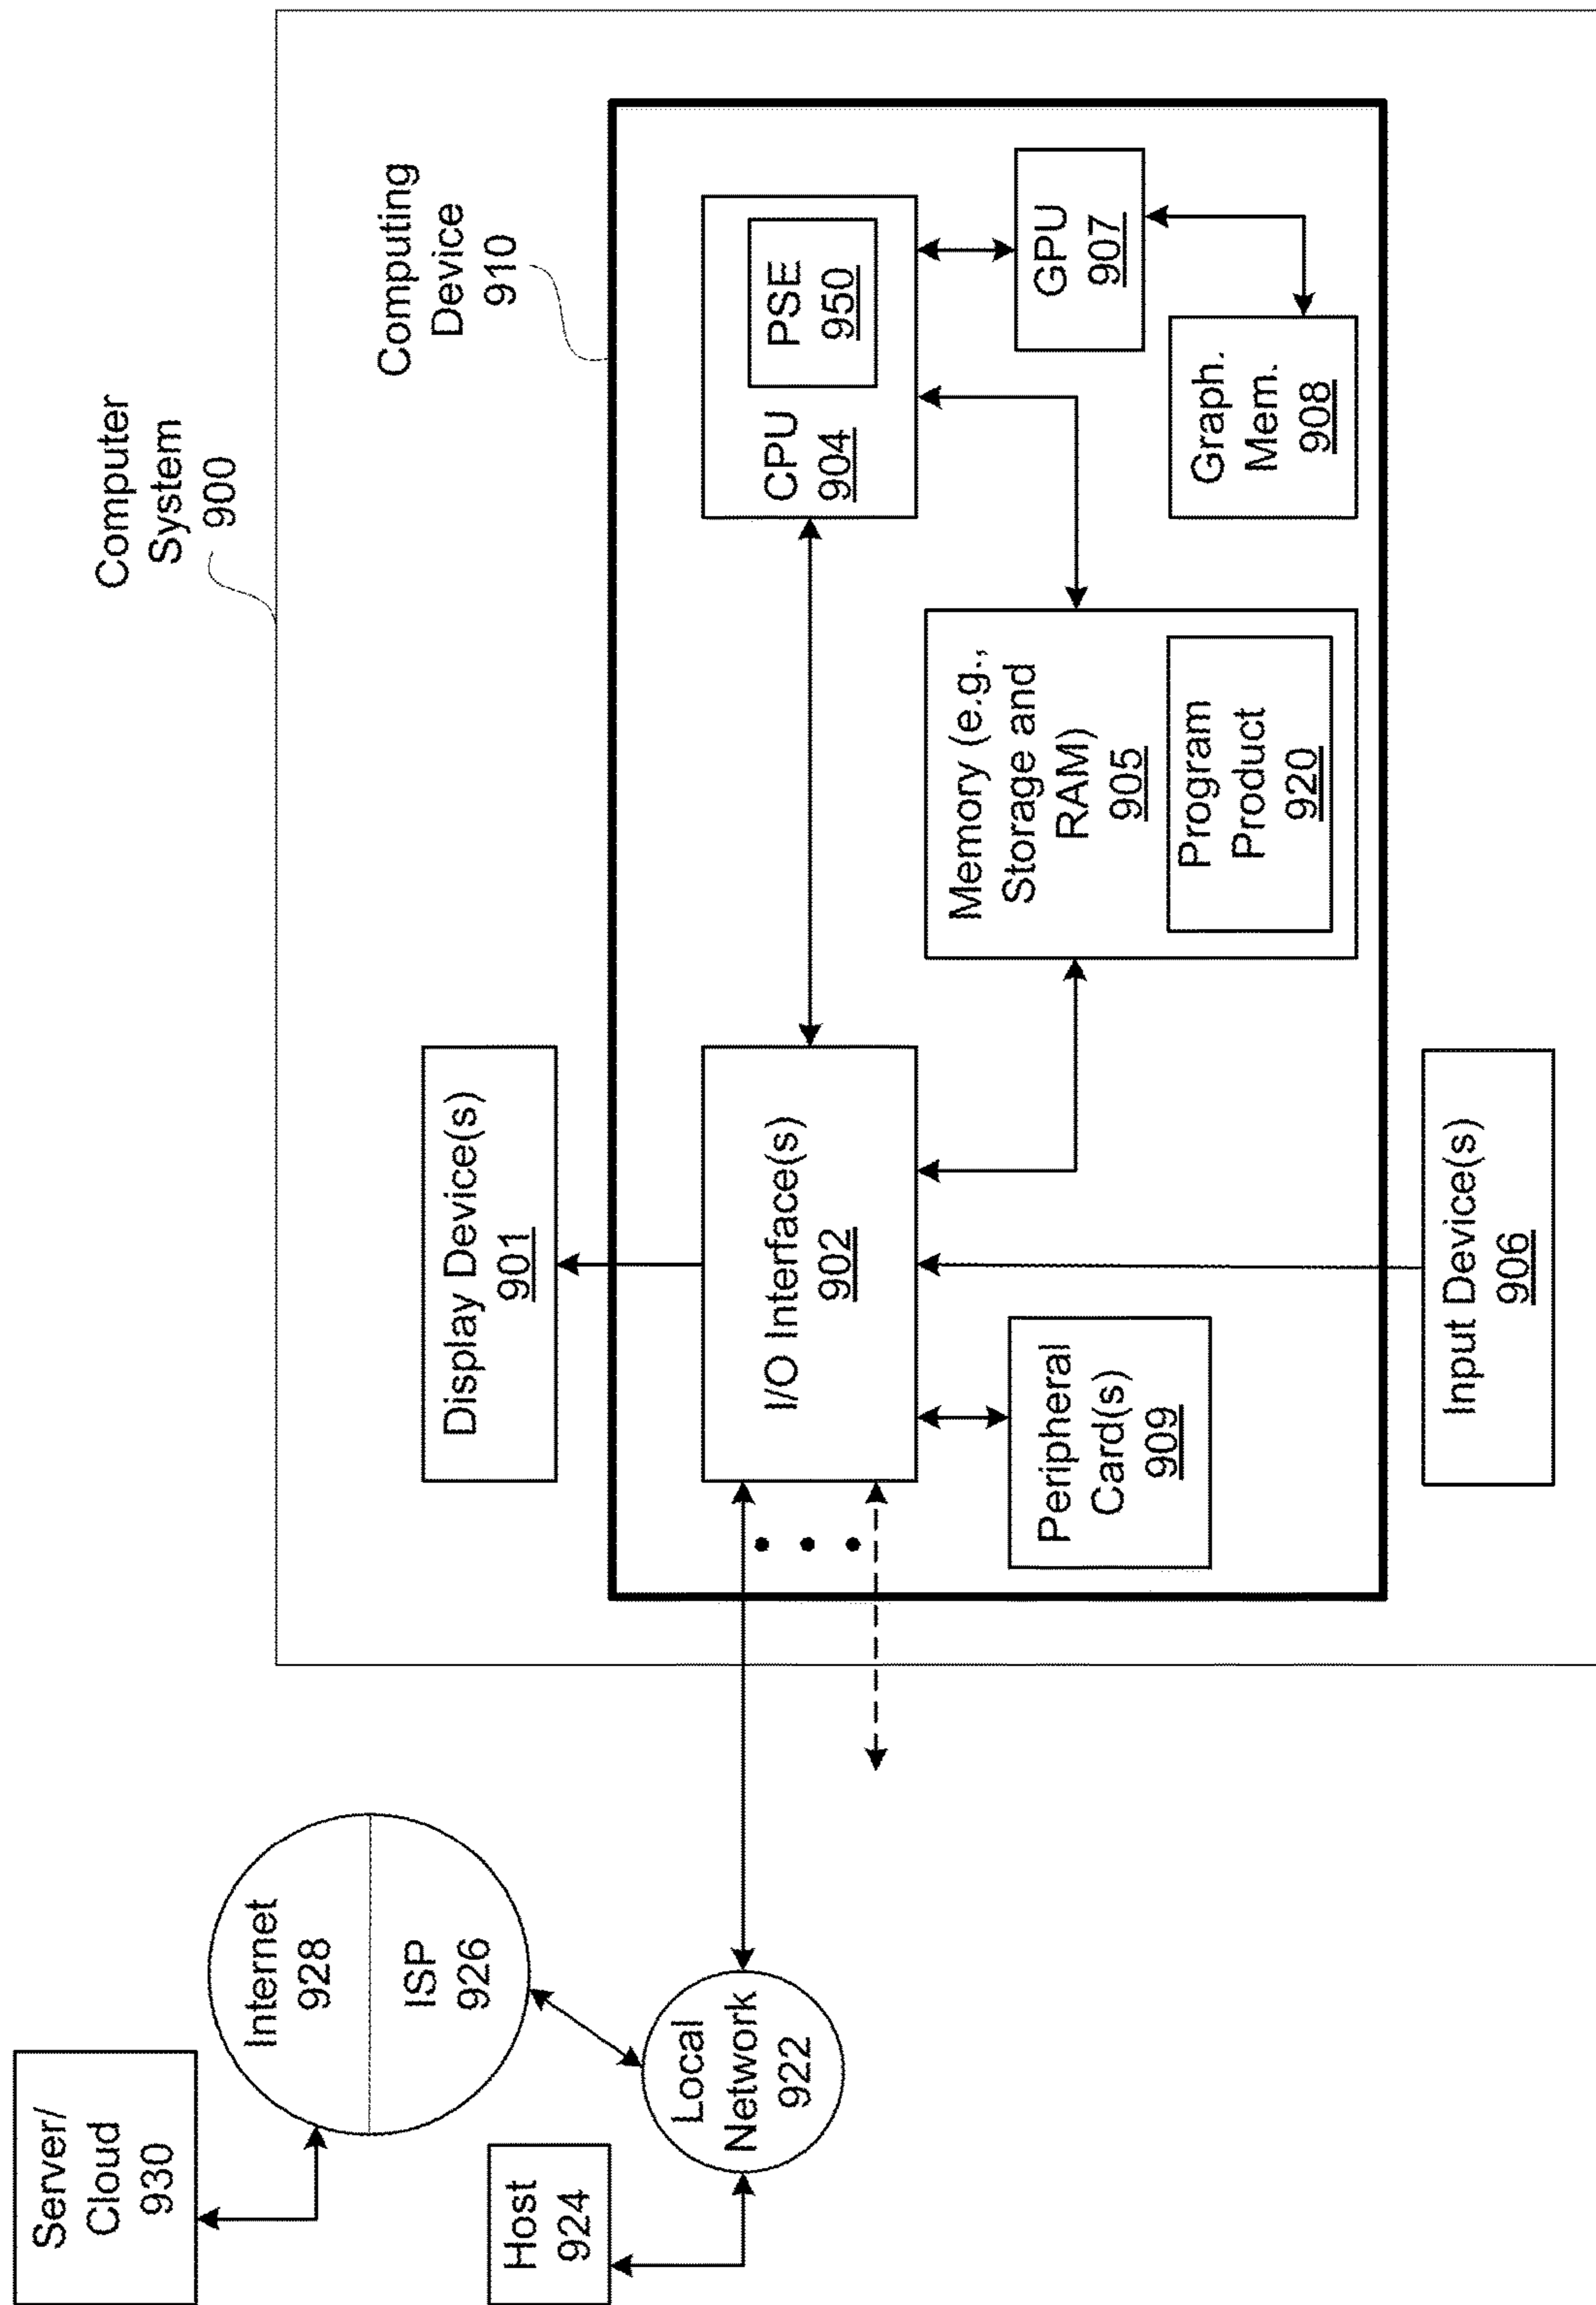 Computer
System
900
Computing
Device
910
Server/
Cloud
930
Internet
928
ISP
926
Host
924
Local
Network
922
Display Device(s)
901
I/O Interface(s)
902
CPU
904
PSE
950
Peripheral
Card(s)
909
Memory (e.g.,
Storage and
RAM)
905
Program
Product
920
GPU
907
Graph.
Mem.
908
Input Device(s)
906